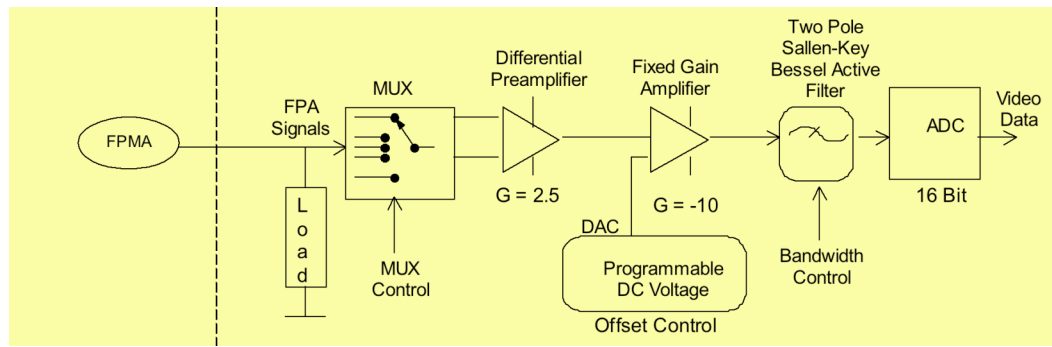 FPMA
FPA
Signals
L
o
a
d
MUX
MUX
Control
Differential
Preamplifier
G = 2.5
Fixed Gain
Amplifier
G = -10
DAC
Programmable
DC Voltage
Offset Control
Two Pole
Sallen-Key
Bessel Active
Filter
Bandwidth
Control
ADC
16 Bit
Video
Data